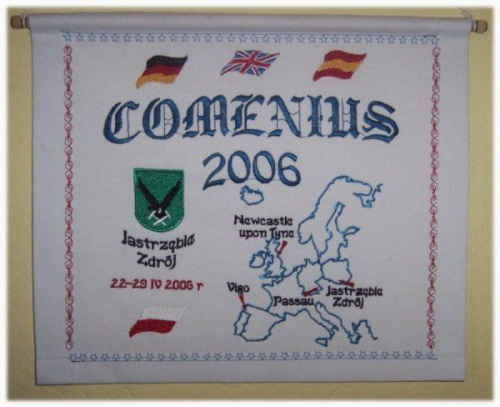 COMENIUS
2006
Newcastle
upon Tyne
Jastrzębie
Zdrój
22-29 IV 2006 r
Vigo
Passau
Jastrzębie
Zdrój